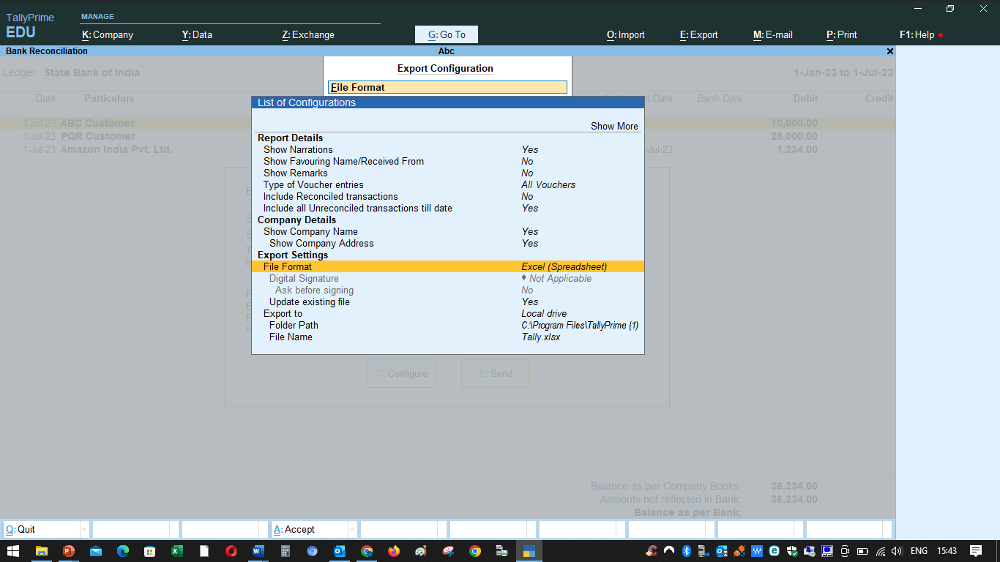 TallyPrime
EDU
MANAGE
K: Company
Y: Data
Z: Exchange
G: Go To
O: Import
E: Export
M: E-mail
P: Print
F1: Help
Bank Reconciliation
Abc
x
Ledger: State Bank of India
1-Jan-23 to 1-Jul-23
Export Configuration
File Format
Date Particulars Date Bank Date Debit Credit
1-Jul-23 ABC Customer 10,000.00
1-Jul-23 PQR Customer 25,000.00
1-Jul-23 Amazon India Pvt. Ltd. -Jul-23 1,234.00
List of Configurations
Show More
Report Details
Show Narrations Yes
Show Favouring Name/Received From No
Show Remarks No
Type of Voucher entries All Vouchers
Include Reconciled transactions No
Include all Unreconciled transactions till date Yes
Company Details
Show Company Name Yes
Show Company Address Yes
Export Settings
File Format Excel (Spreadsheet)
Digital Signature ♦ Not Applicable
Ask before signing No
Update existing file Yes
Export to Local drive
Folder Path C:\Program Files\TallyPrime (1)
File Name Tally.xlsx
C: Configure
E: Send
Balance as per Company Books: 36,234.00
Amounts not reflected in Bank: 36,234.00
Balance as per Bank:
Q: Quit
A: Accept
ENG 15:43